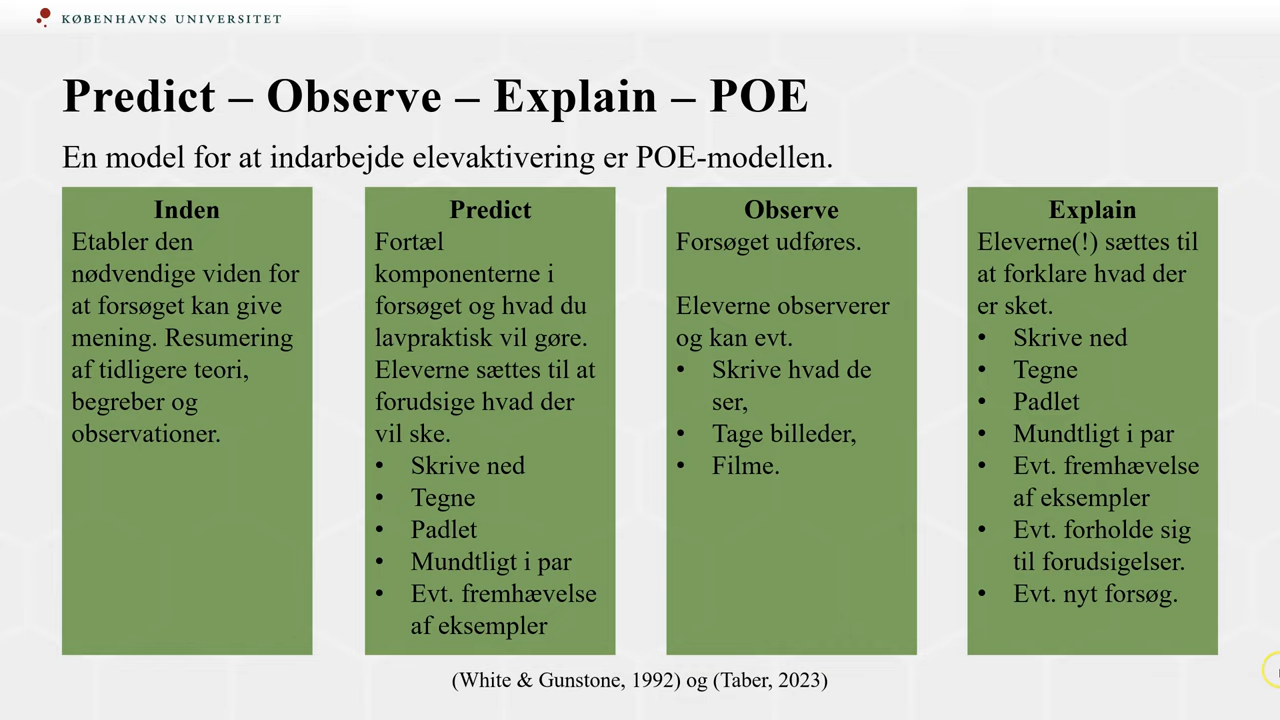 KØBENHAVNS UNIVERSITET
Predict – Observe – Explain – POE
En model for at indarbejde elevaktivering er POE-modellen.
Inden
Etabler den
nødvendige viden for
at forsøget kan give
mening. Resumering
af tidligere teori,
begreber og
observationer.
Predict
Fortæl
komponenterne i
forsøget og hvad du
lavpraktisk vil gøre.
Eleverne sættes til at
forudsige hvad der
vil ske.
• Skrive ned
• Tegne
• Padlet
• Mundtligt i par
• Evt. fremhævelse
af eksempler
Observe
Forsøget udføres.
Eleverne observerer
og kan evt.
• Skrive hvad de
ser,
• Tage billeder,
• Filme.
Explain
Eleverne(!) sættes til
at forklare hvad der
er sket.
• Skrive ned
• Tegne
• Padlet
• Mundtligt i par
• Evt. fremhævelse
af eksempler
• Evt. forholde sig
til forudsigelser.
• Evt. nyt forsøg.
(White & Gunstone, 1992) og (Taber, 2023)